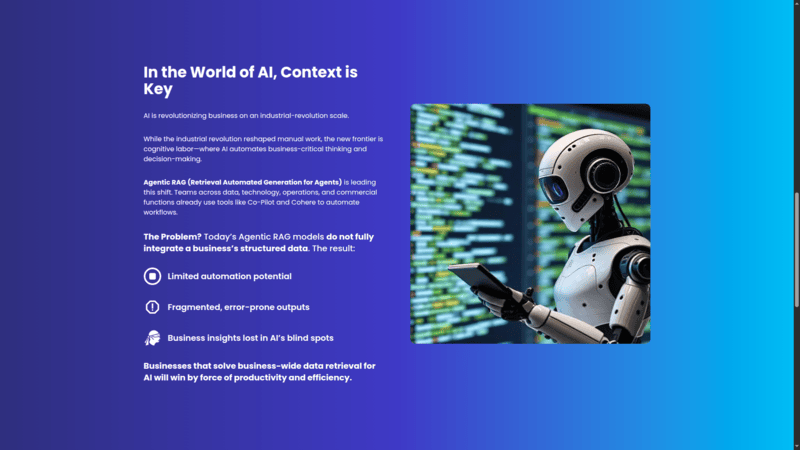 In the World of AI, Context is
Key
AI is revolutionizing business on an industrial-revolution scale.
While the industrial revolution reshaped manual work, the new frontier is
cognitive labor—where AI automates business-critical thinking and
decision-making.
Agentic RAG (Retrieval Automated Generation for Agents) is leading
this shift. Teams across data, technology, operations, and commercial
functions already use tools like Co-Pilot and Cohere to automate
workflows.
The Problem? Today's Agentic RAG models do not fully
integrate a business's structured data. The result:
Limited automation potential
Fragmented, error-prone outputs
Business insights lost in AI's blind spots
Businesses that solve business-wide data retrieval for
AI will win by force of productivity and efficiency.